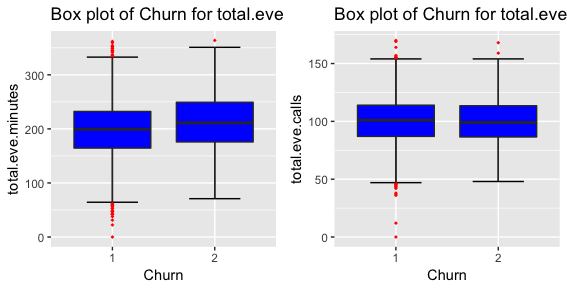 Box plot of Churn for total.eve
total.eve.minutes
300
200
100
0
1 2
Churn
Box plot of Churn for total.eve
total.eve.calls
150
100
50
0
1 2
Churn